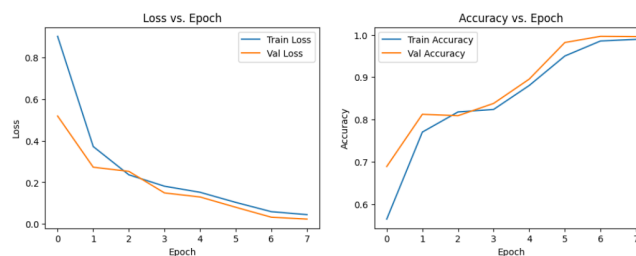 Loss vs. Epoch
Train Loss
Val Loss
Loss
0.8
0.6
0.4
0.2
0.0
0 1 2 3 4 5 6 7
Epoch
Accuracy vs. Epoch
Train Accuracy
Val Accuracy
Accuracy
1.0
0.9
0.8
0.7
0.6
0 1 2 3 4 5 6 7
Epoch